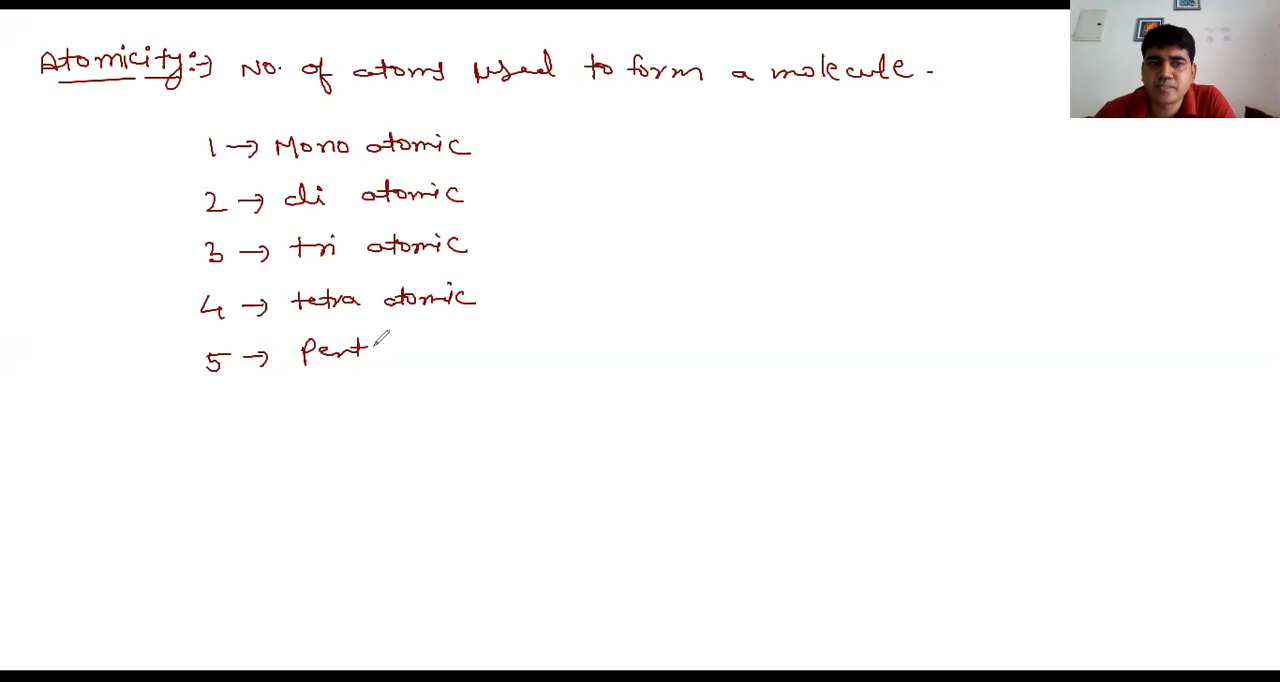 Atomicity:→ No. of atoms used to form a molecule.
1 → Mono atomic
2 → di atomic
3 → tri atomic
4 → tetra atomic
5 → Pent